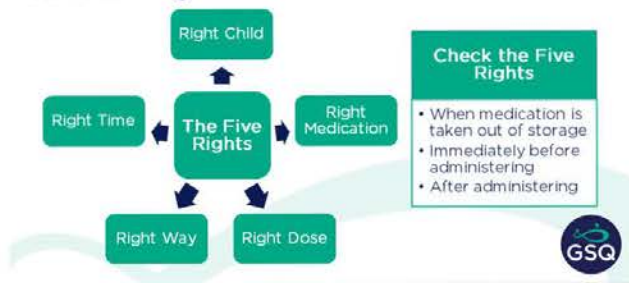 Right Child
Right Time
The Five
Rights
Right
Medication
Right Way
Right Dose
Check the Five
Rights
• When medication is
taken out of storage
• Immediately before
administering
• After administering
GSQ